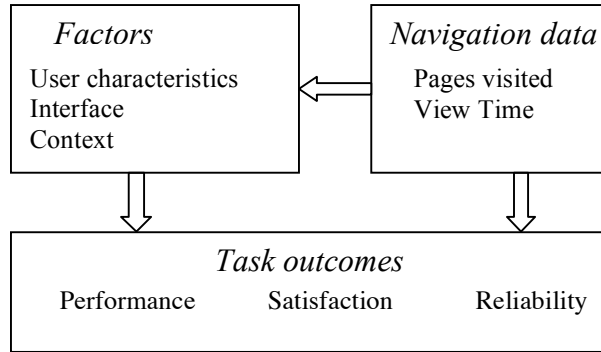 Factors
User characteristics
Interface
Context
Navigation data
Pages visited
View Time
Task outcomes
Performance Satisfaction Reliability